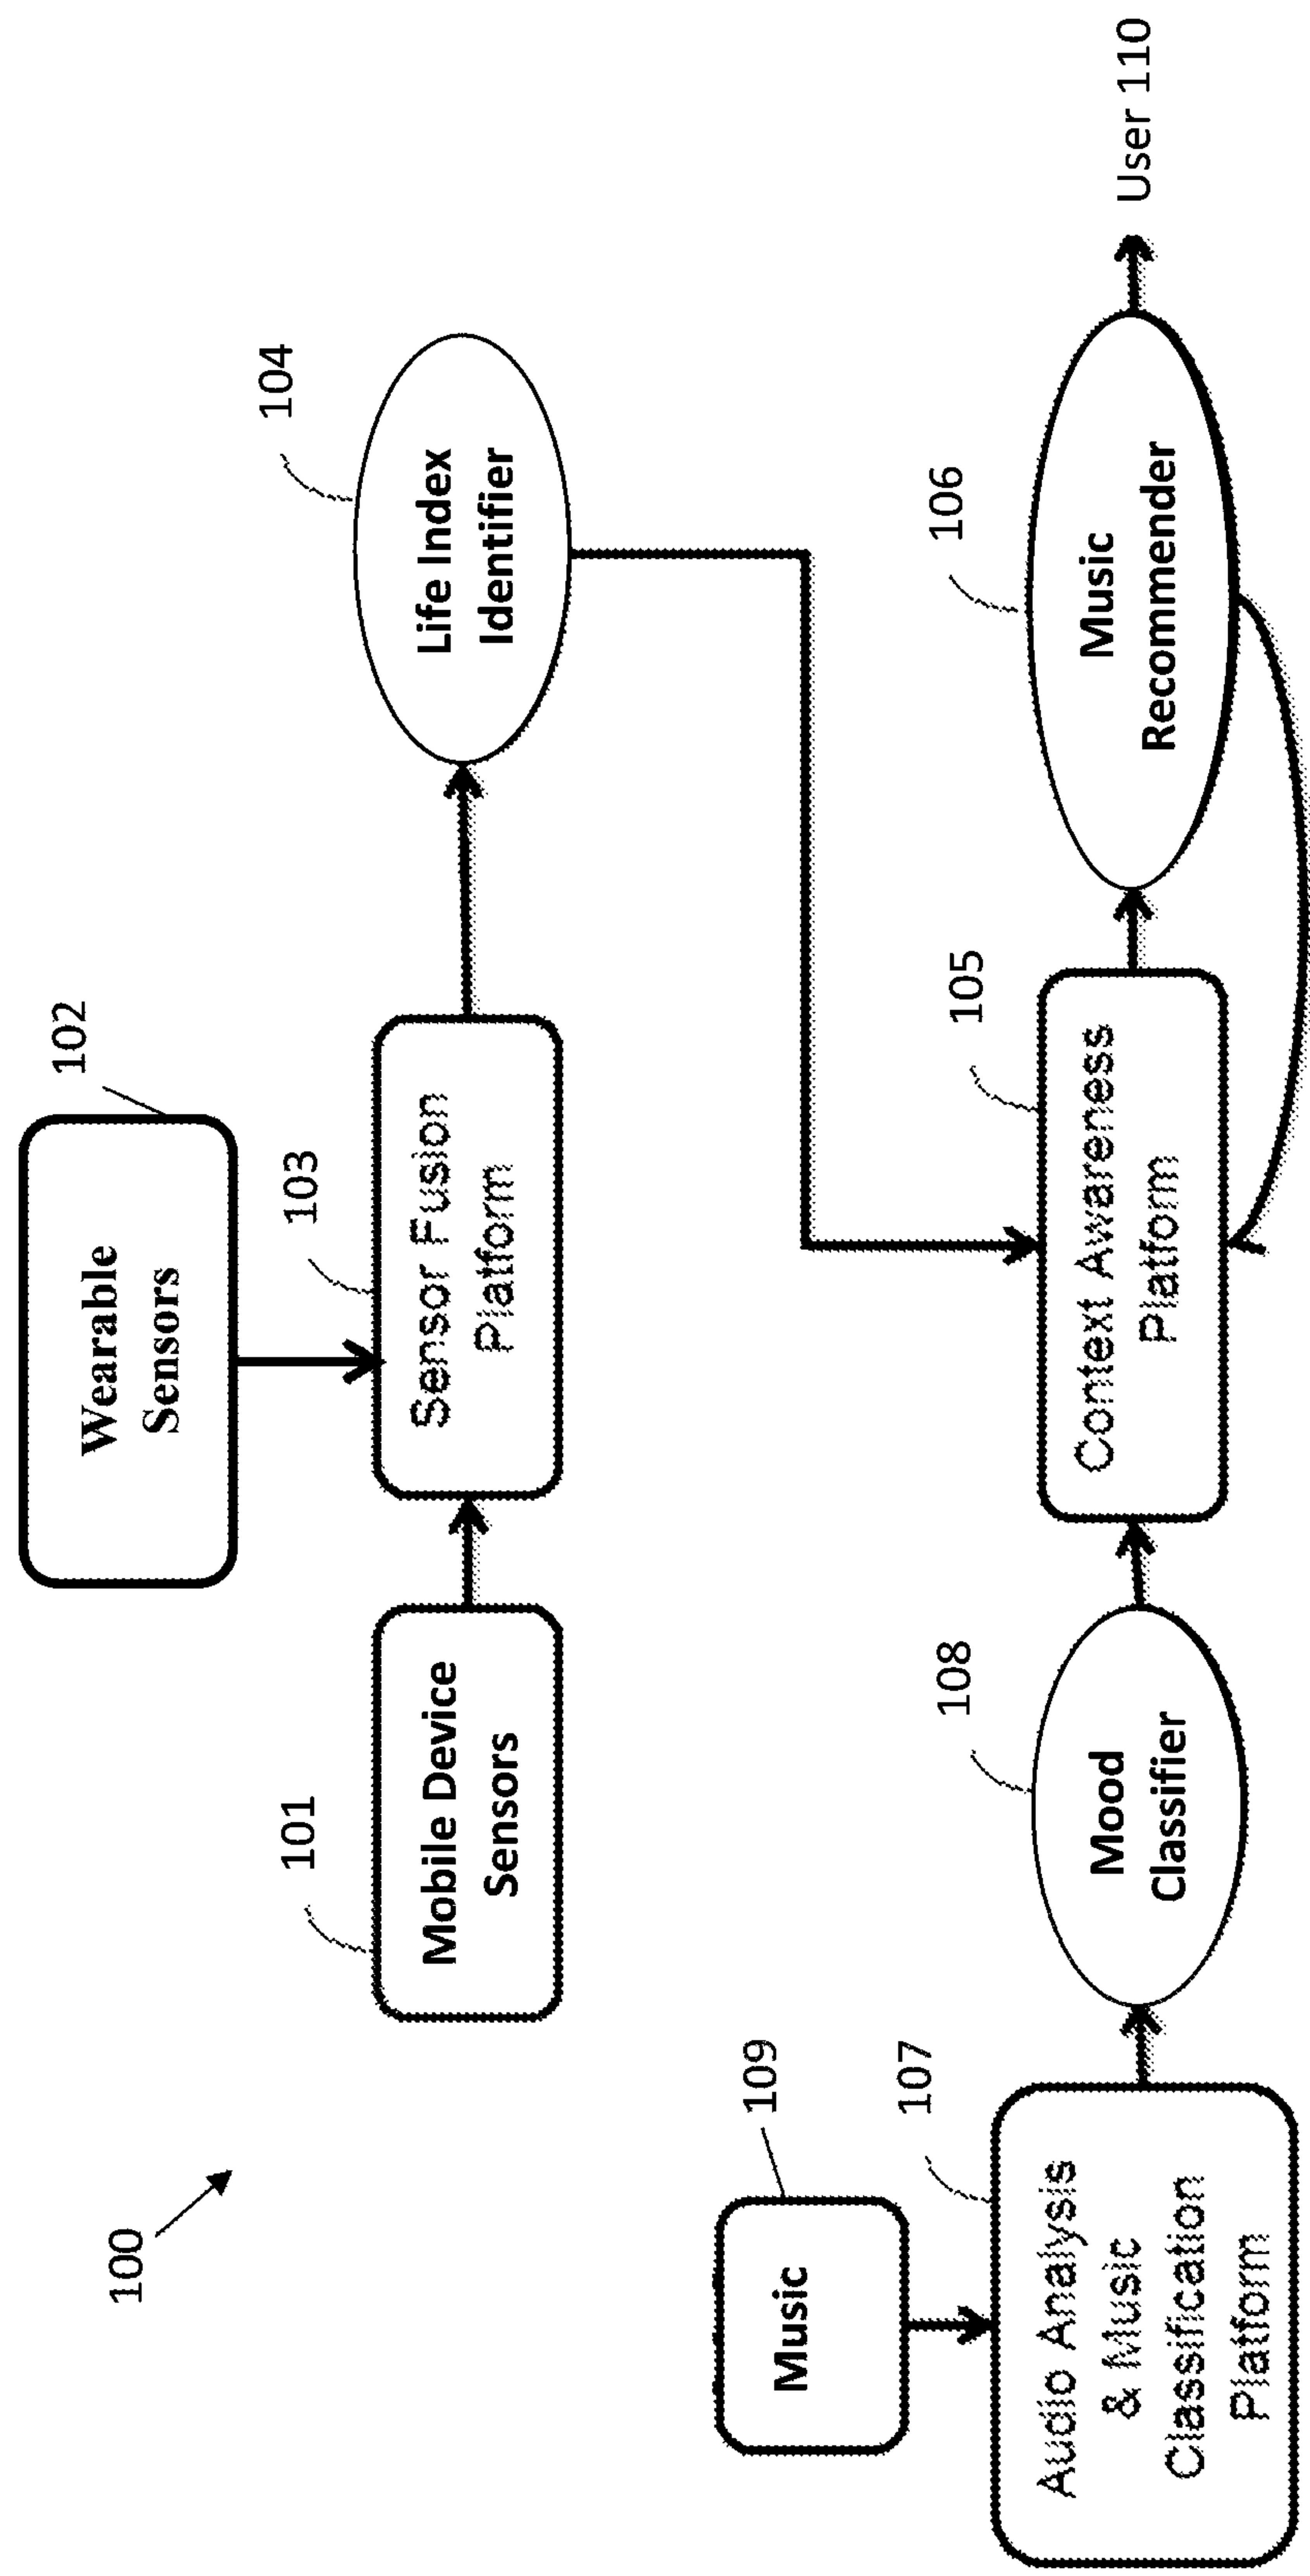 100
102
Wearable
Sensors
101
Mobile Device
Sensors
103
Sensor Fusion
Platform
104
Life Index
Identifier
109
Music
107
Audio Analysis
& Music
Classification
Platform
108
Mood
Classifier
105
Context Awareness
Platform
106
Music
Recommender
User 110